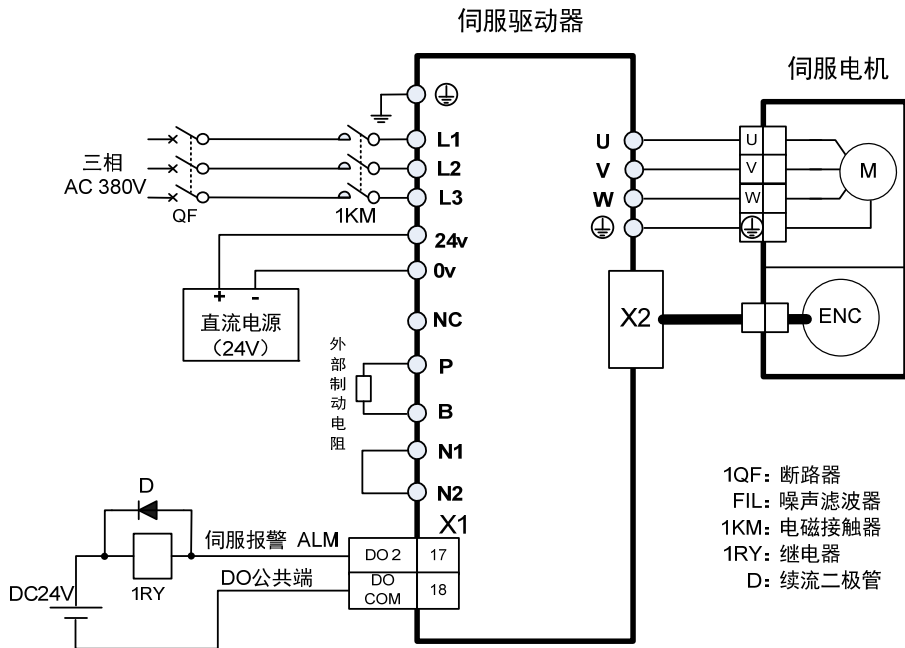 伺服驱动器
伺服电机
L1
L2
L3
三相
AC 380V
QF
1KM
24v
0v
+ -
直流电源
（24V）
NC
外部制动电阻
P
B
N1
N2
X1
U
V
W
U
V
W
M
X2
ENC
D
伺服报警 ALM
DO 2
17
1RY
DO公共端
DO
COM
18
DC24V
1QF：断路器
FIL：噪声滤波器
1KM：电磁接触器
1RY：继电器
D：续流二极管